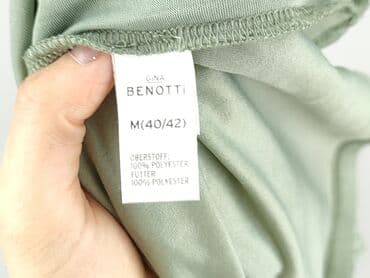 GINA
BENOTTI
M(40/42)
OBERSTOFF:
100% POLYESTER
FUTTER:
100% POLYESTER